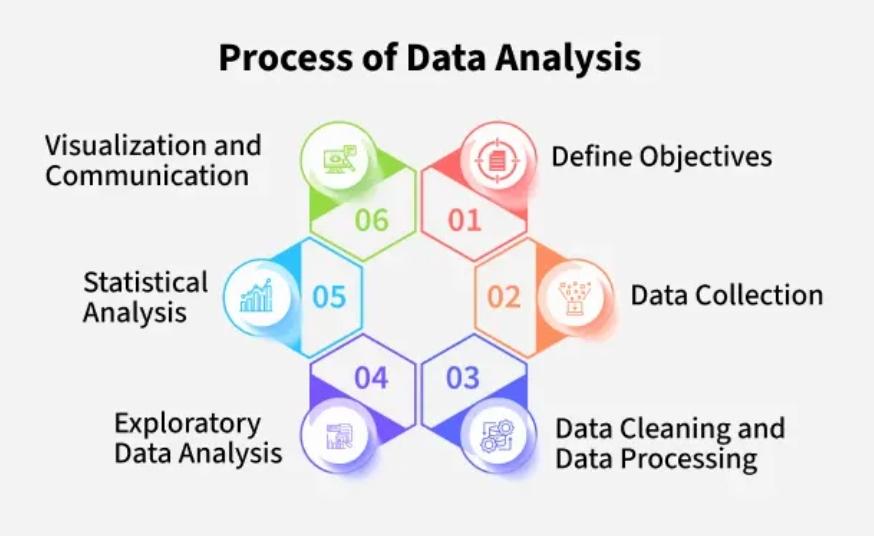 Process of Data Analysis
01
Define Objectives
02
Data Collection
03
Data Cleaning and
Data Processing
04
Exploratory
Data Analysis
05
Statistical
Analysis
06
Visualization and
Communication